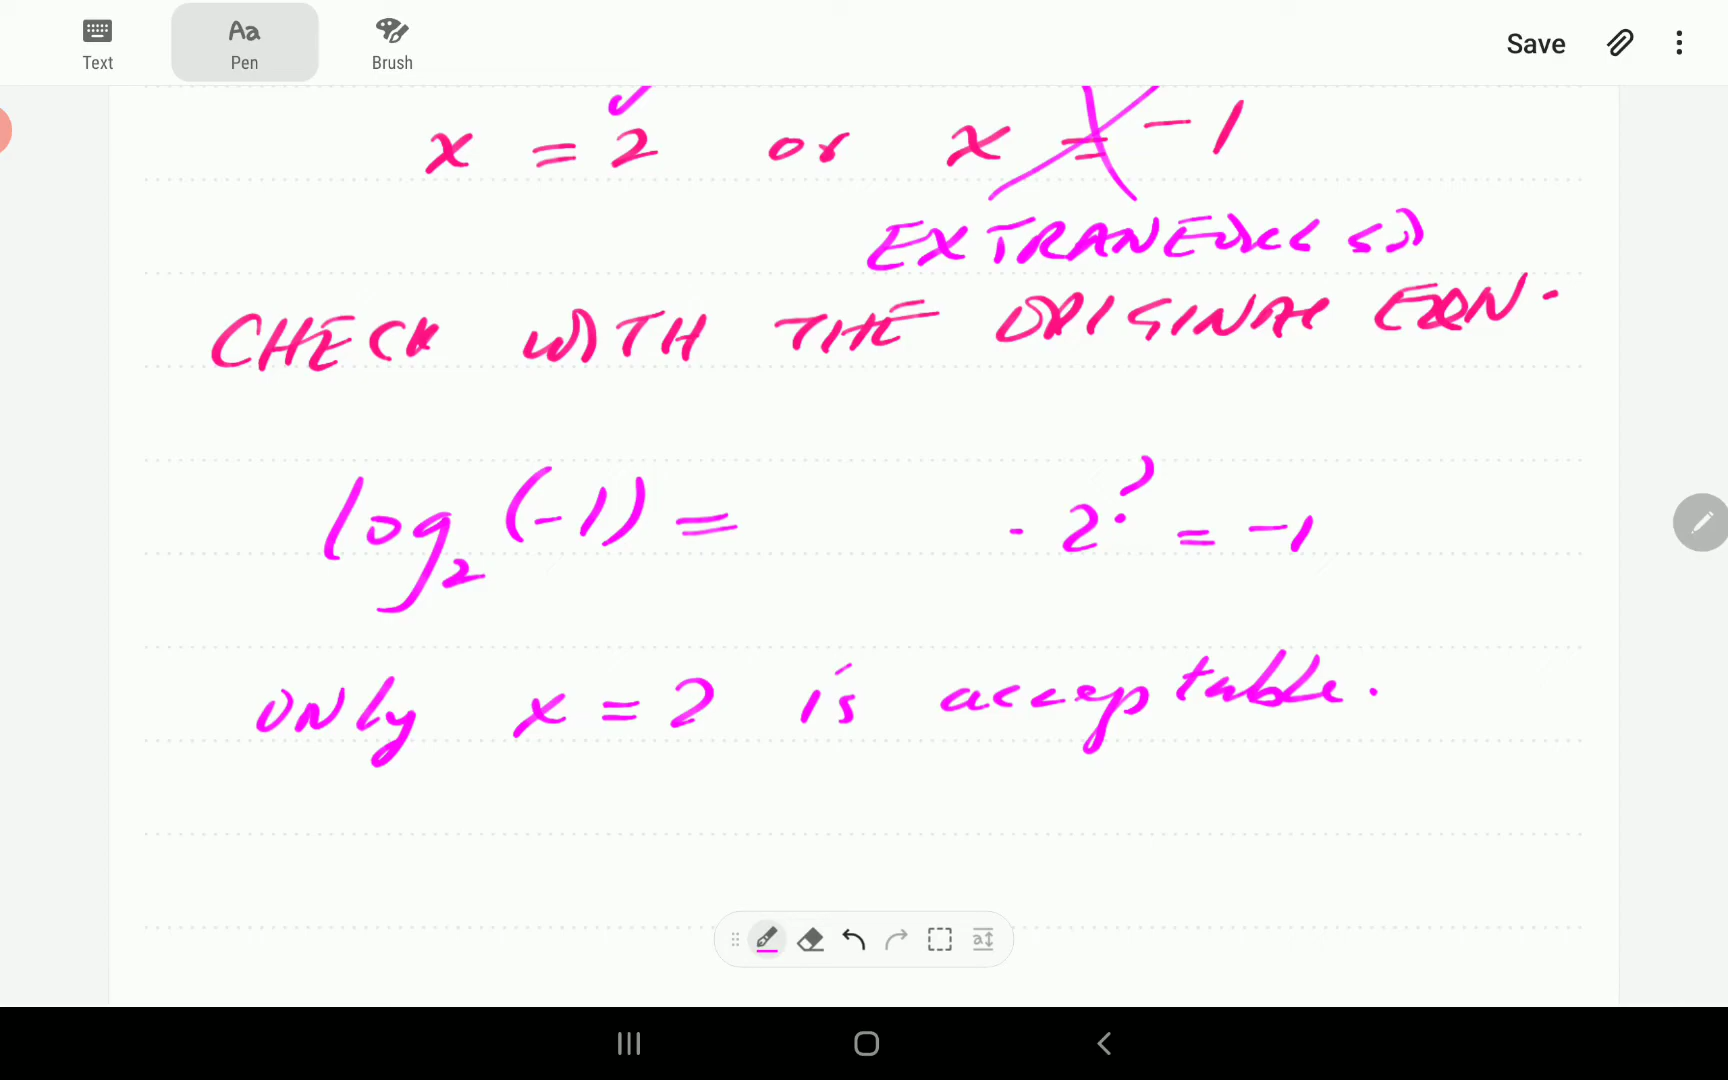 Text Pen Brush Save
x = 2 or x = -1
EXTRANEOUS
CHECK WITH THE ORIGINAL EQN.
log₂(-1) = 2^? = -1
only x = 2 is acceptable.